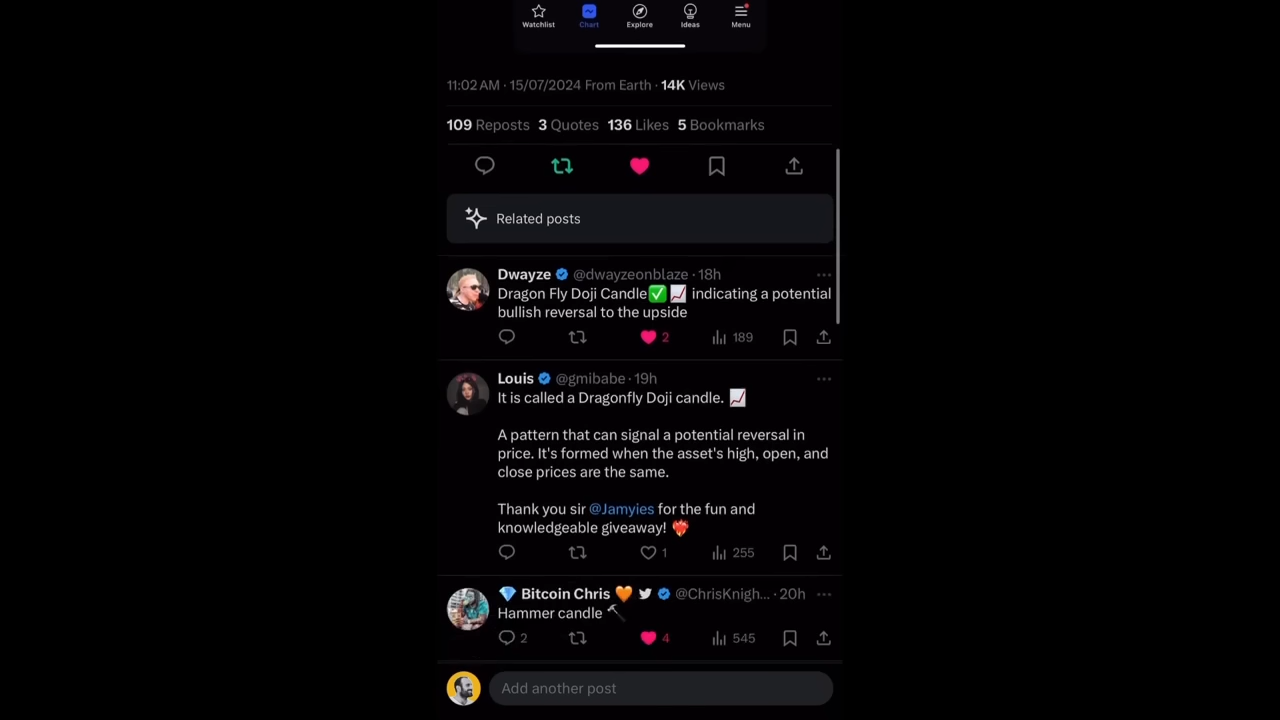 Watchlist Chart Explore Ideas Menu
11:02 AM · 15/07/2024 From Earth · 14K Views
109 Reposts 3 Quotes 136 Likes 5 Bookmarks
Related posts
Dwayze @dwayzeonblaze · 18h
Dragon Fly Doji Candle✅📈 indicating a potential
bullish reversal to the upside
2 189
Louis @gmibabe · 19h
It is called a Dragonfly Doji candle. 📈
A pattern that can signal a potential reversal in
price. It's formed when the asset's high, open, and
close prices are the same.
Thank you sir @Jamyies for the fun and
knowledgeable giveaway! ❤️‍🔥
1 255
💎 Bitcoin Chris 🧡 @ChrisKnigh... · 20h
Hammer candle 🔨
2 4 545
Add another post